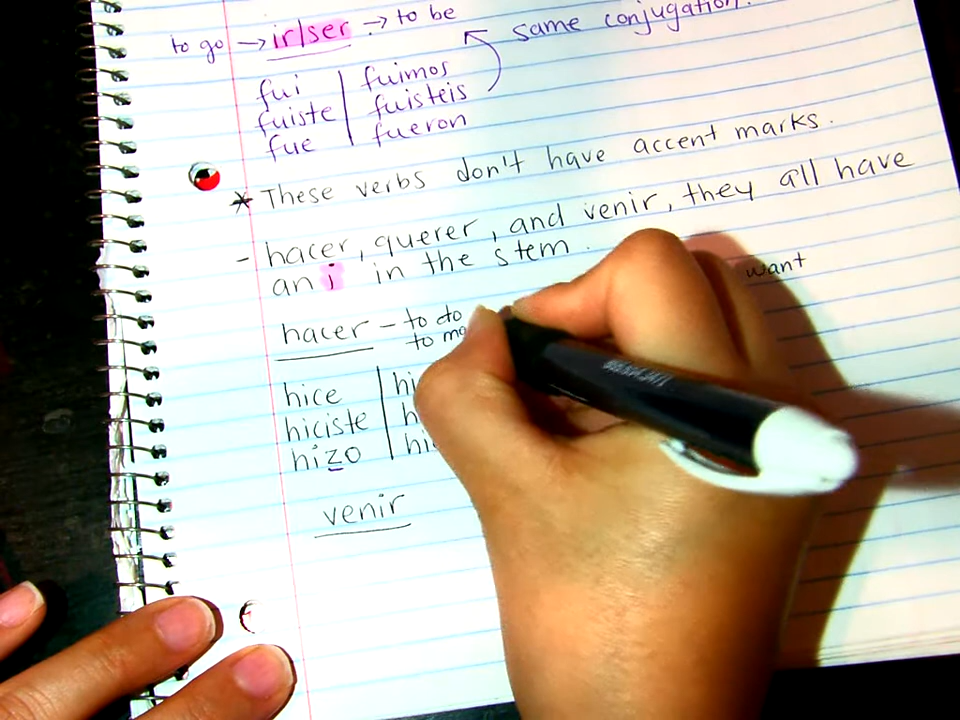 to go → ir/ser → to be same conjugation.
fui | fuimos
fuiste | fuisteis
fue | fueron
* These verbs don't have accent marks.
- hacer, querer, and venir, they all have
an i in the stem.
want
hacer - to do
to
hice
hiciste
hizo
venir